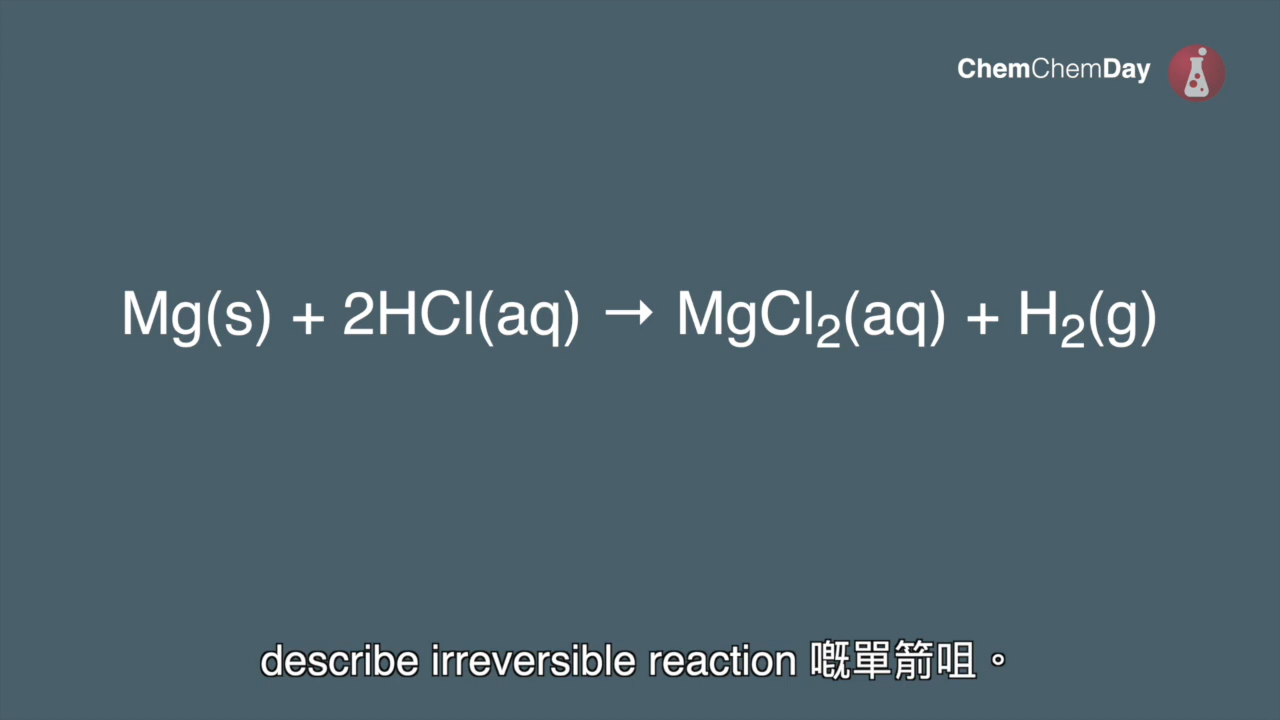 ChemChemDay
Mg(s) + 2HCl(aq) → MgCl₂(aq) + H₂(g)
describe irreversible reaction 嘅單箭咀。